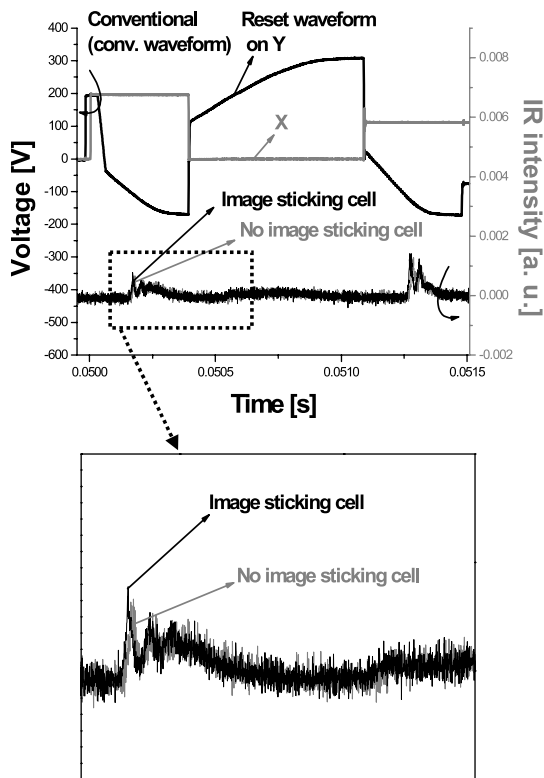 Conventional
(conv. waveform)
Reset waveform
on Y
X
Image sticking cell
No image sticking cell
Voltage [V]
400
300
200
100
0
-100
-200
-300
-400
-500
-600
IR intensity [a. u.]
0.008
0.006
0.004
0.002
0.000
-0.002
0.0500
0.0505
0.0510
0.0515
Time [s]
Image sticking cell
No image sticking cell